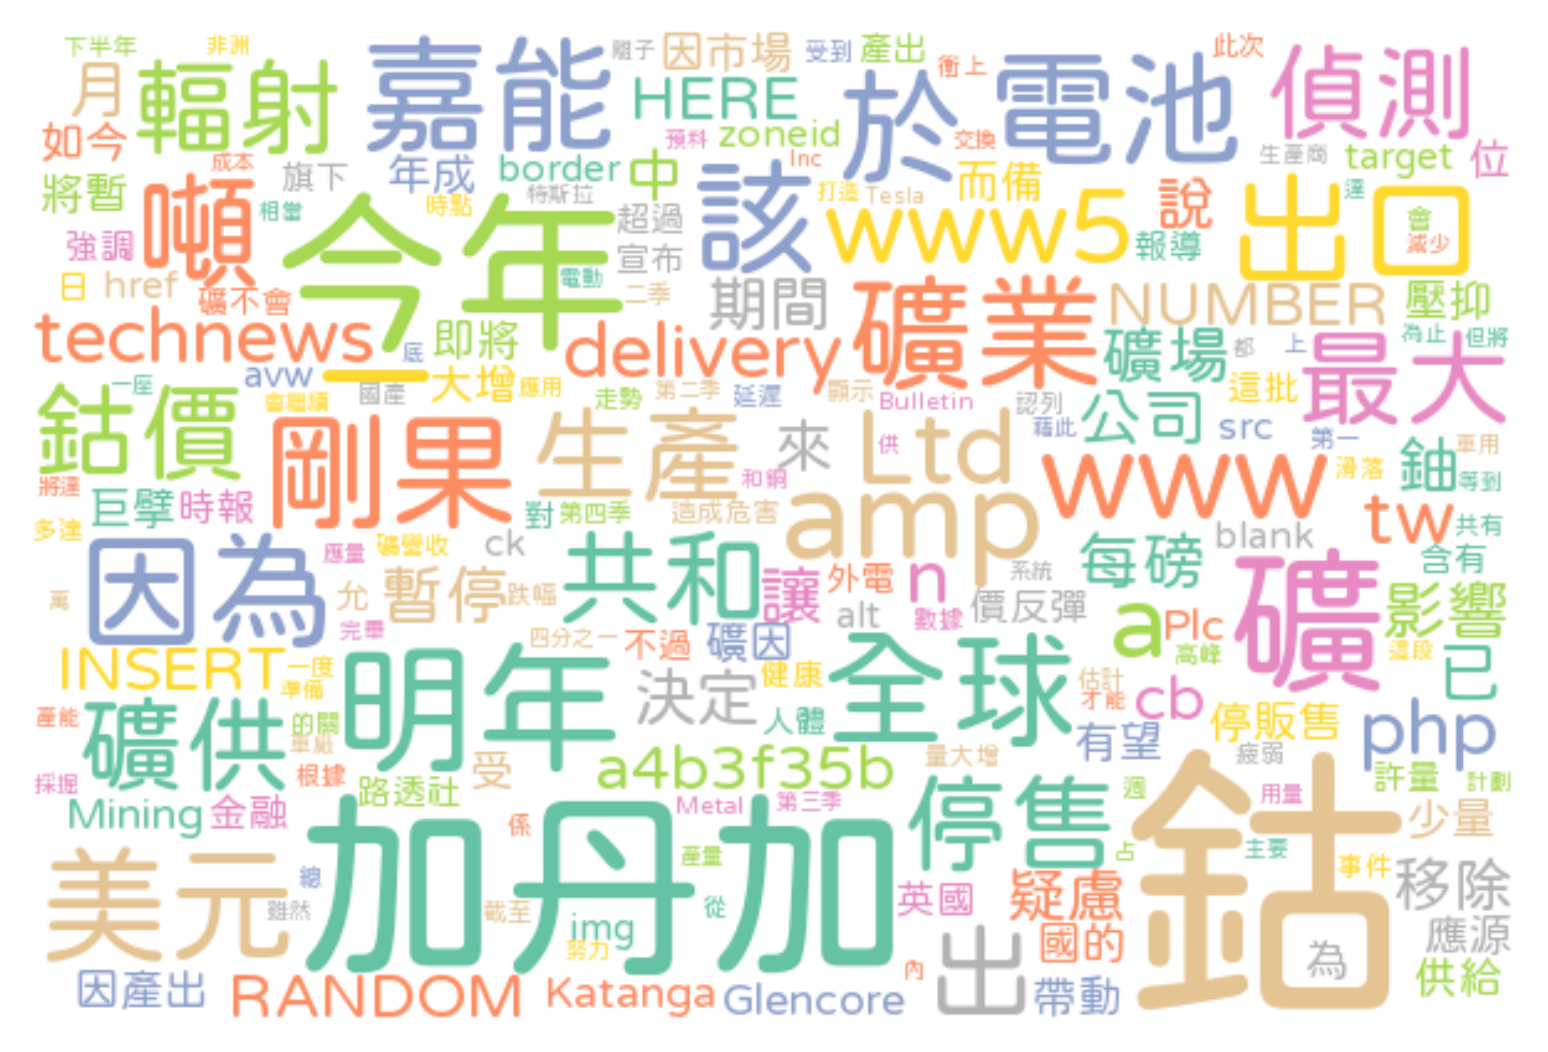 下半年
非洲
離子
因市場
受到
產出
衝上
此次
月
輻射
嘉能
HERE
於
電池
偵測
如今
預料
zoneid
交換
Inc
生產商
target
位
成本
旗下
年成
border
中
該
打造
Tesla
而備
說
出口
達
會
減少
將暫
噸
相當
今年
時點
特斯拉
超過
www5
報導
強調
宣布
日
href
礦不會
電動
二季
期間
礦業
NUMBER
壓抑
technews
底
即將
delivery
礦場
都
上
最大
為止
但將
一座
avw
國產
大增
應用
走勢
第二季
延遲
顯示
Bulletin
認列
這批
鈷價
會繼續
剛果
生產
來
供
Ltd
藉此
公司
src
第一
滑落
鈾
軍用
等到
將達
巨擘
時報
和銅
www
多達
對
第四季
造成危害
amp
tw
共有
因為
應量
礦營收
ck
共和
每磅
blank
含有
萬
允
暫停
跌幅
讓
外電
n
系統
價反彈
礦
影響
完畢
四分之一
不過
礦因
alt
數據
a
Plc
高峰
這段
INSERT
一度
準備
明年
決定
健康
全球
估計
才能
cb
已
產能
礦供
的關
車廠
人體
有望
停販售
php
採掘
根據
受
路透社
a4b3f35b
量大增
疲弱
許量
計劃
Mining
金融
加丹加
Metal
第三季
停售
週
鈷
用量
少量
係
美元
總
產量
占
主要
事件
雖然
截至
從
英國
疑慮
移除
img
努力
國的
為
應源
因產出
RANDOM
Katanga
Glencore
內
出
帶動
供給